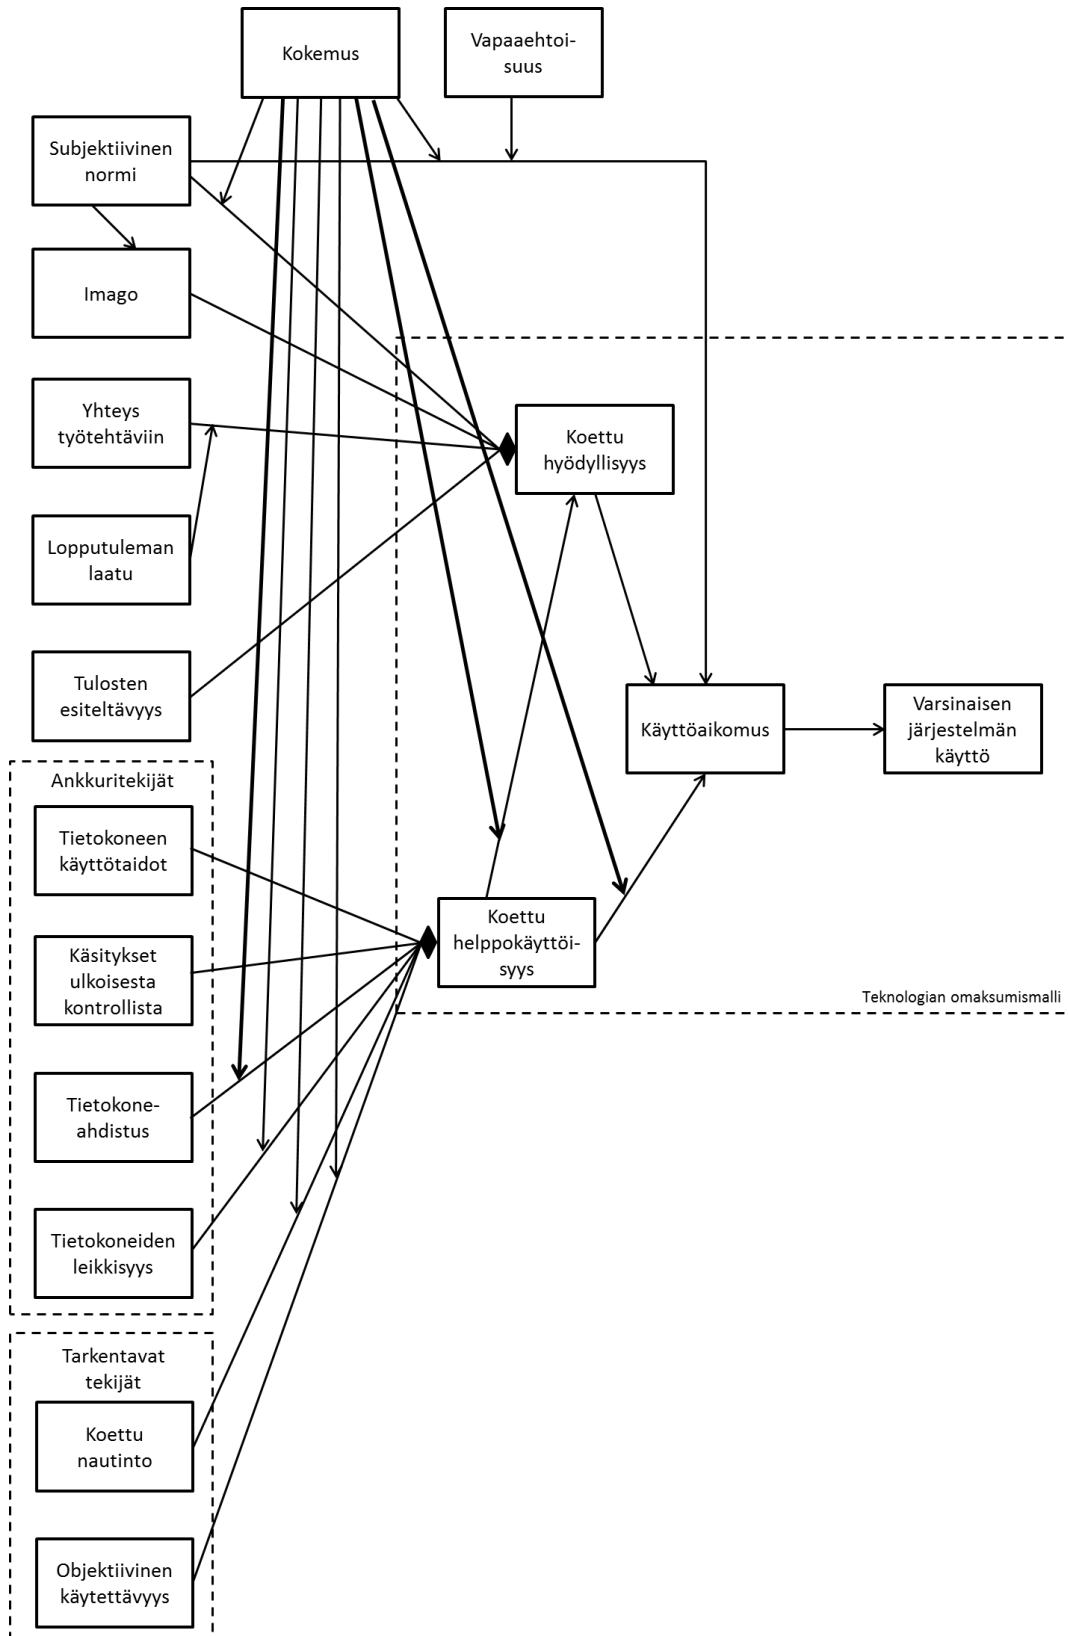 Kokemus
Vapaaehtoi-
suus
Subjektiivinen
normi
Imago
Yhteys
työtehtäviin
Koettu
hyödyllisyys
Lopputuleman
laatu
Tulosten
esiteltävyys
Käyttöaikomus
Varsinaisen
järjestelmän
käyttö
Ankkuritekijät
Tietokoneen
käyttötaidot
Koettu
helppokäyttöi-
syys
Käsitykset
ulkoisesta
kontrollista
Teknologian omaksumismalli
Tietokone-
ahdistus
Tietokoneiden
leikkisyys
Tarkentavat
tekijät
Koettu
nautinto
Objektiivinen
käytettävyys